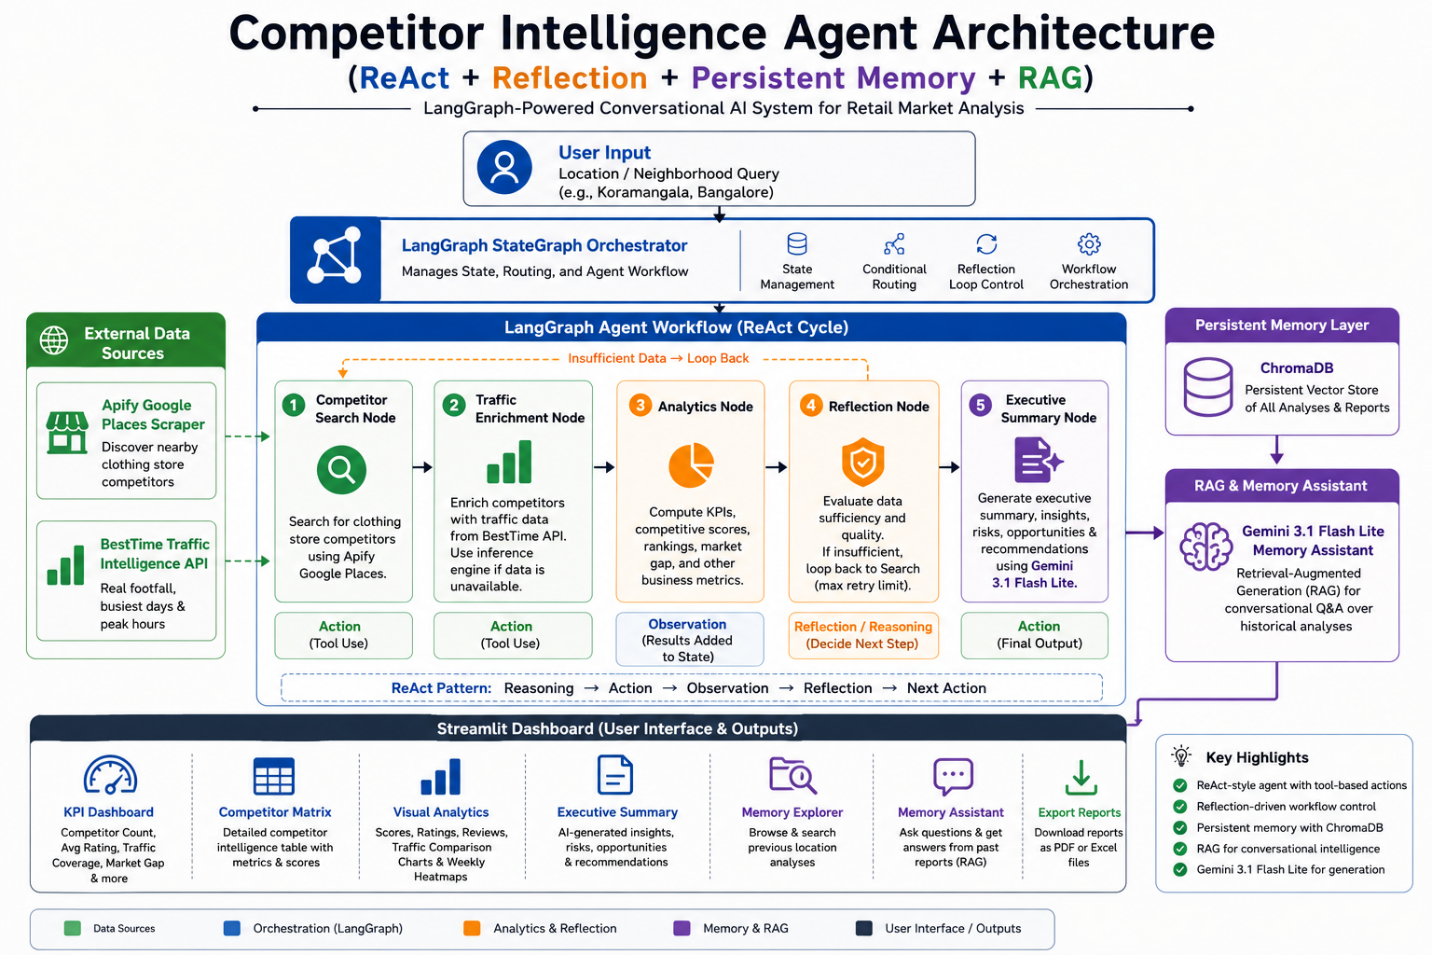 Competitor Intelligence Agent Architecture
(ReAct + Reflection + Persistent Memory + RAG)
LangGraph-Powered Conversational AI System for Retail Market Analysis
User Input
Location / Neighborhood Query
(e.g., Koramangala, Bangalore)
LangGraph StateGraph Orchestrator
Manages State, Routing, and Agent Workflow
State
Management
Conditional
Routing
Reflection
Loop Control
Workflow
Orchestration
External Data
Sources
Apify Google
Places Scraper
Discover nearby
clothing store
competitors
BestTime Traffic
Intelligence API
Real footfall,
busiest days &
peak hours
LangGraph Agent Workflow (ReAct Cycle)
Insufficient Data → Loop Back
1
Competitor
Search Node
Search for clothing
store competitors
using Apify
Google Places.
Action
(Tool Use)
2
Traffic
Enrichment Node
Enrich competitors
with traffic data
from BestTime API.
Use inference
engine if data is
unavailable.
Action
(Tool Use)
3
Analytics Node
Compute KPIs,
competitive scores,
rankings, market
gap, and other
business metrics.
Observation
(Results Added
to State)
4
Reflection Node
Evaluate data
sufficiency and
quality.
If insufficient,
loop back to Search
(max retry limit).
Reflection / Reasoning
(Decide Next Step)
5
Executive
Summary Node
Generate executive
summary, insights,
risks, opportunities &
recommendations
using Gemini
3.1 Flash Lite.
Action
(Final Output)
ReAct Pattern: Reasoning → Action → Observation → Reflection → Next Action
Persistent Memory Layer
ChromaDB
Persistent Vector Store
of All Analyses & Reports
RAG & Memory Assistant
Gemini 3.1 Flash Lite
Memory Assistant
Retrieval-Augmented
Generation (RAG) for
conversational Q&A over
historical analyses
Streamlit Dashboard (User Interface & Outputs)
KPI Dashboard
Competitor Count,
Avg Rating, Traffic
Coverage, Market Gap
& more
Competitor Matrix
Detailed competitor
intelligence table with
metrics & scores
Visual Analytics
Scores, Ratings, Reviews,
Traffic Comparison
Charts & Weekly
Heatmaps
Executive Summary
AI-generated insights,
risks, opportunities
& recommendations
Memory Explorer
Browse & search
previous location
analyses
Memory Assistant
Ask questions & get
answers from past
reports (RAG)
Export Reports
Download reports
as PDF or Excel
files
Key Highlights
ReAct-style agent with tool-based actions
Reflection-driven workflow control
Persistent memory with ChromaDB
RAG for conversational intelligence
Gemini 3.1 Flash Lite for generation
Data Sources
Orchestration (LangGraph)
Analytics & Reflection
Memory & RAG
User Interface / Outputs